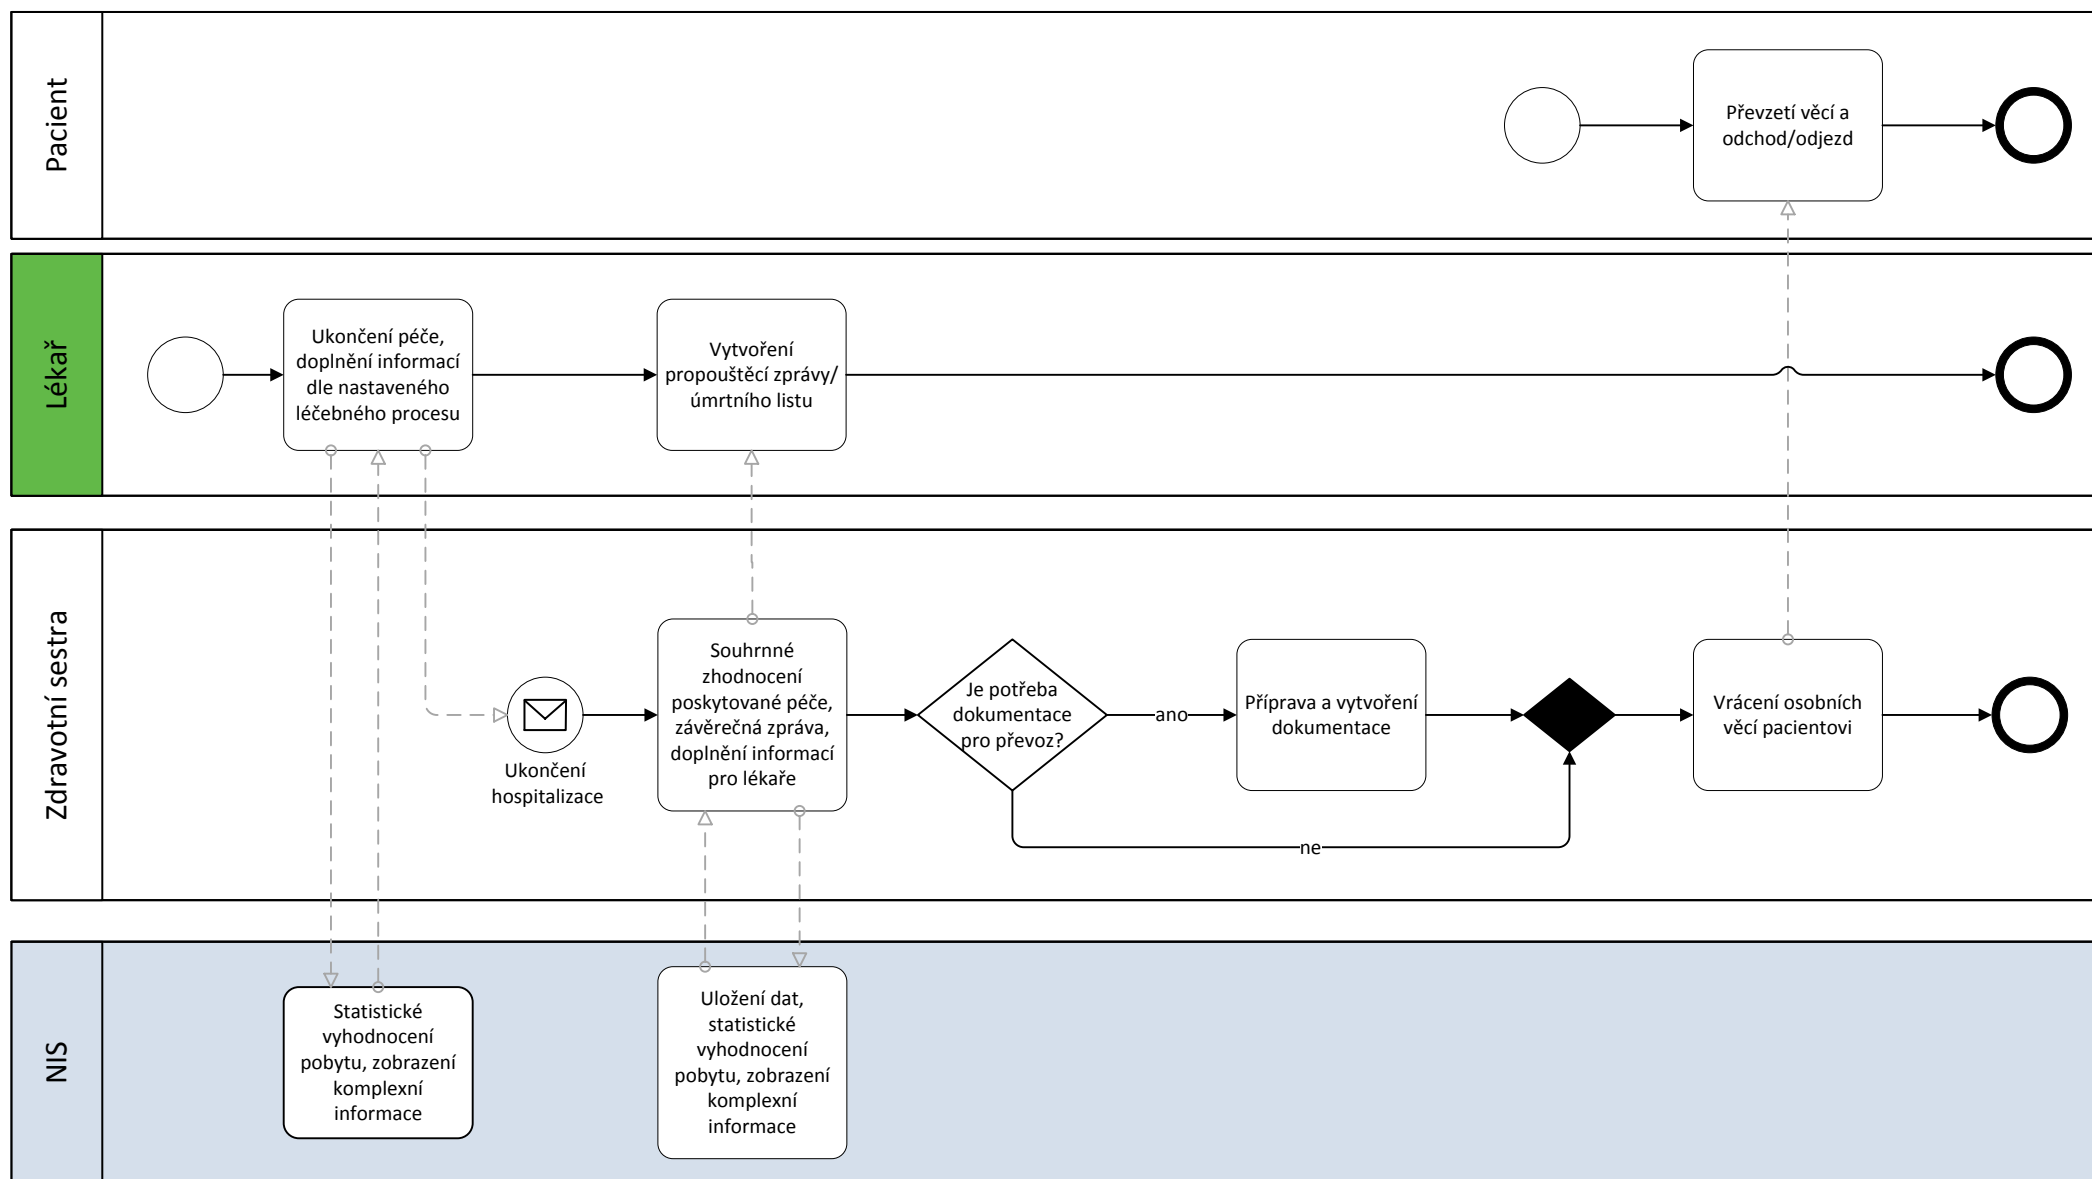 Pacient
Převzetí věcí a
odchod/odjezd
Lékař
Ukončení péče,
doplnění informací
dle nastaveného
léčebného procesu
Vytvoření
propouštěcí zprávy/
úmrtního listu
Zdravotní sestra
Ukončení
hospitalizace
Souhrnné
zhodnocení
poskytované péče,
závěrečná zpráva,
doplnění informací
pro lékaře
Je potřeba
dokumentace
pro převoz?
ano
ne
Příprava a vytvoření
dokumentace
Vrácení osobních
věcí pacientovi
NIS
Statistické
vyhodnocení
pobytu, zobrazení
komplexní
informace
Uložení dat,
statistické
vyhodnocení
pobytu, zobrazení
komplexní
informace